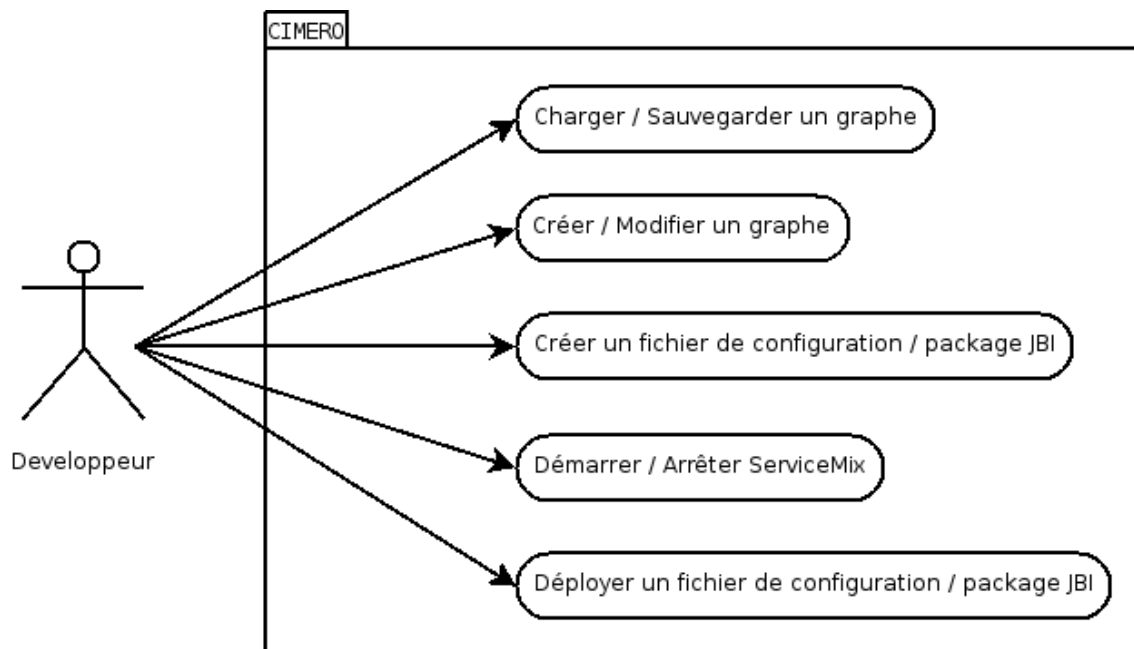 CIMERO
Charger / Sauvegarder un graphe
Créer / Modifier un graphe
Créer un fichier de configuration / package JBI
Developpeur
Démarrer / Arrêter ServiceMix
Déployer un fichier de configuration / package JBI